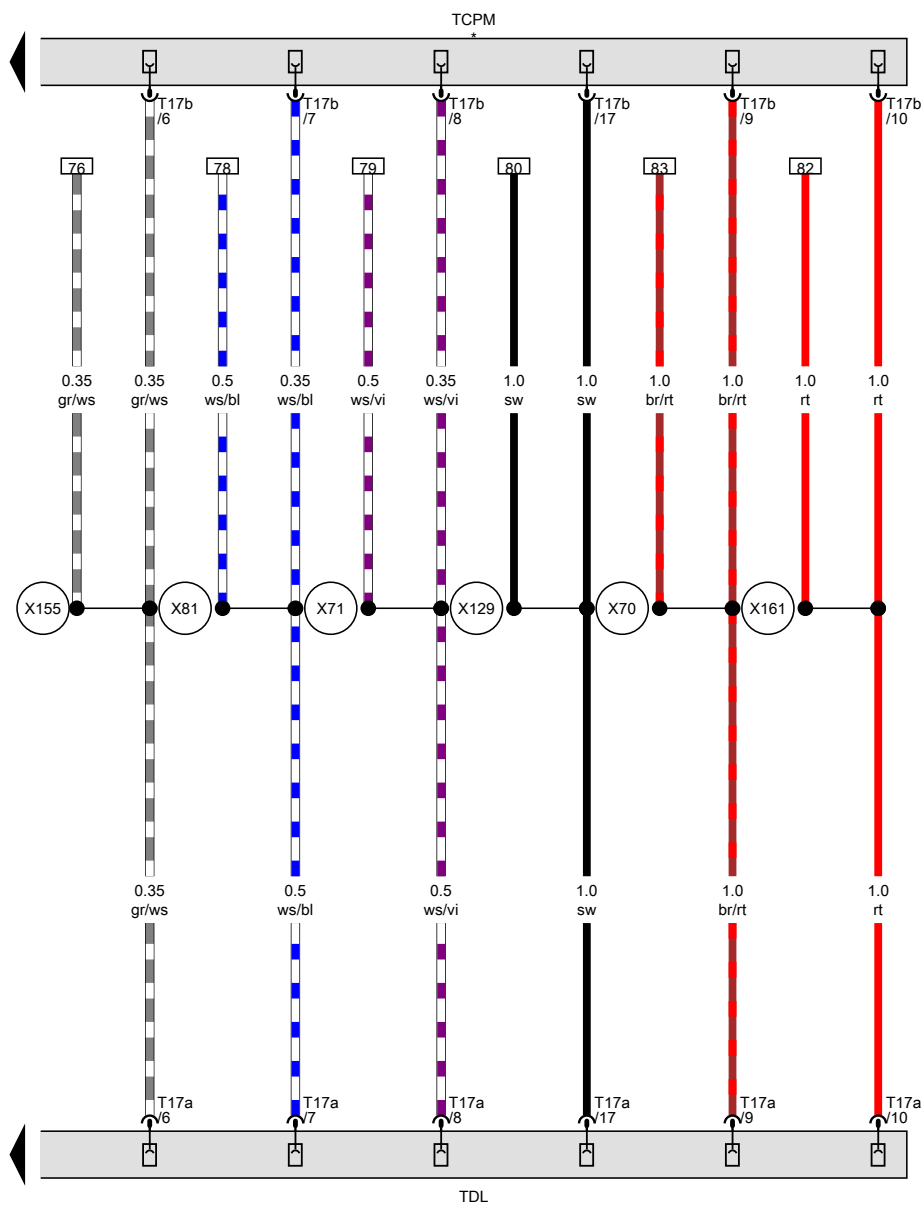 TCPM
*
T17b
/6
T17b
/7
T17b
/8
T17b
/17
T17b
/9
T17b
/10
76
78
79
80
83
82
0.35
gr/ws
0.35
gr/ws
0.5
ws/bl
0.35
ws/bl
0.5
ws/vi
0.35
ws/vi
1.0
sw
1.0
sw
1.0
br/rt
1.0
br/rt
1.0
rt
1.0
rt
X155
X81
X71
X129
X70
X161
0.35
gr/ws
0.5
ws/bl
0.5
ws/vi
1.0
sw
1.0
br/rt
1.0
rt
T17a
/6
T17a
/7
T17a
/8
T17a
/17
T17a
/9
T17a
/10
TDL